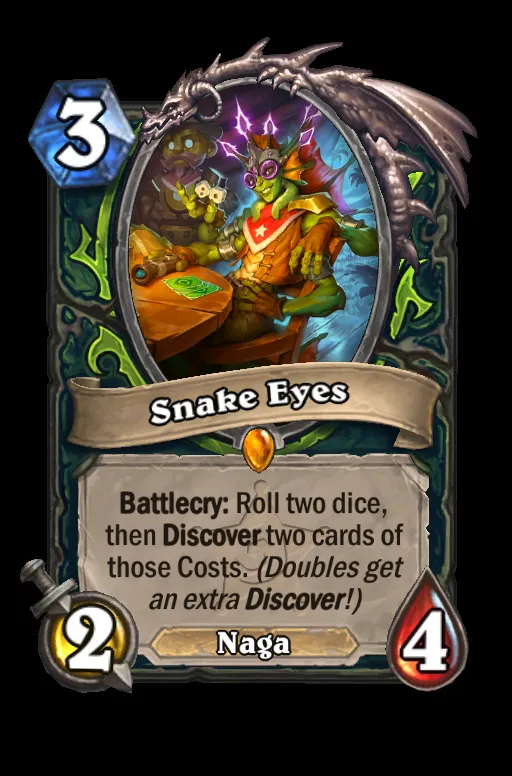 3
Snake Eyes
Battlecry: Roll two dice,
then Discover two cards of
those Costs. (Doubles get
an extra Discover!)
2
Naga
4